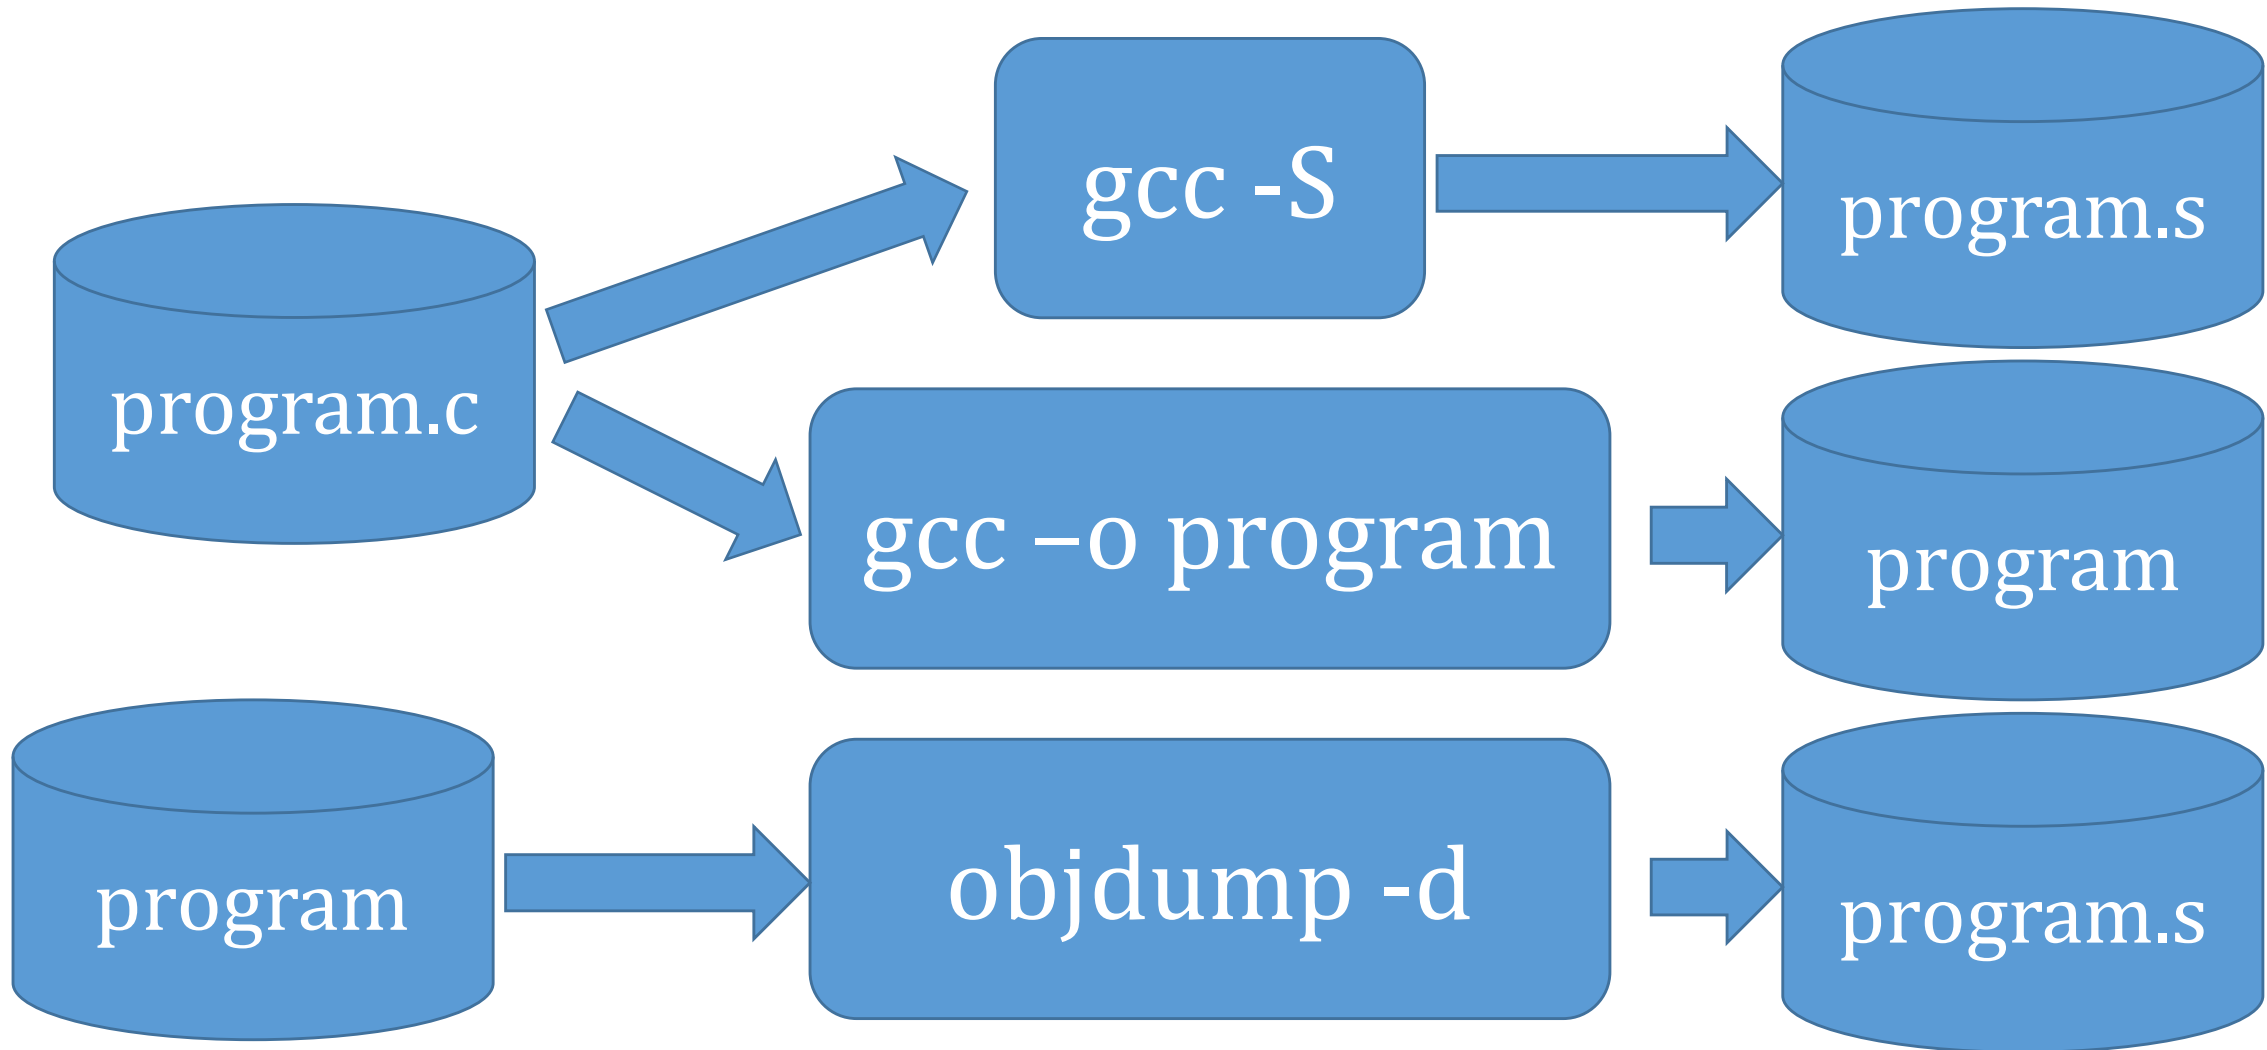 gcc -S
program.s
program.c
gcc –o program
program
program
objdump -d
program.s